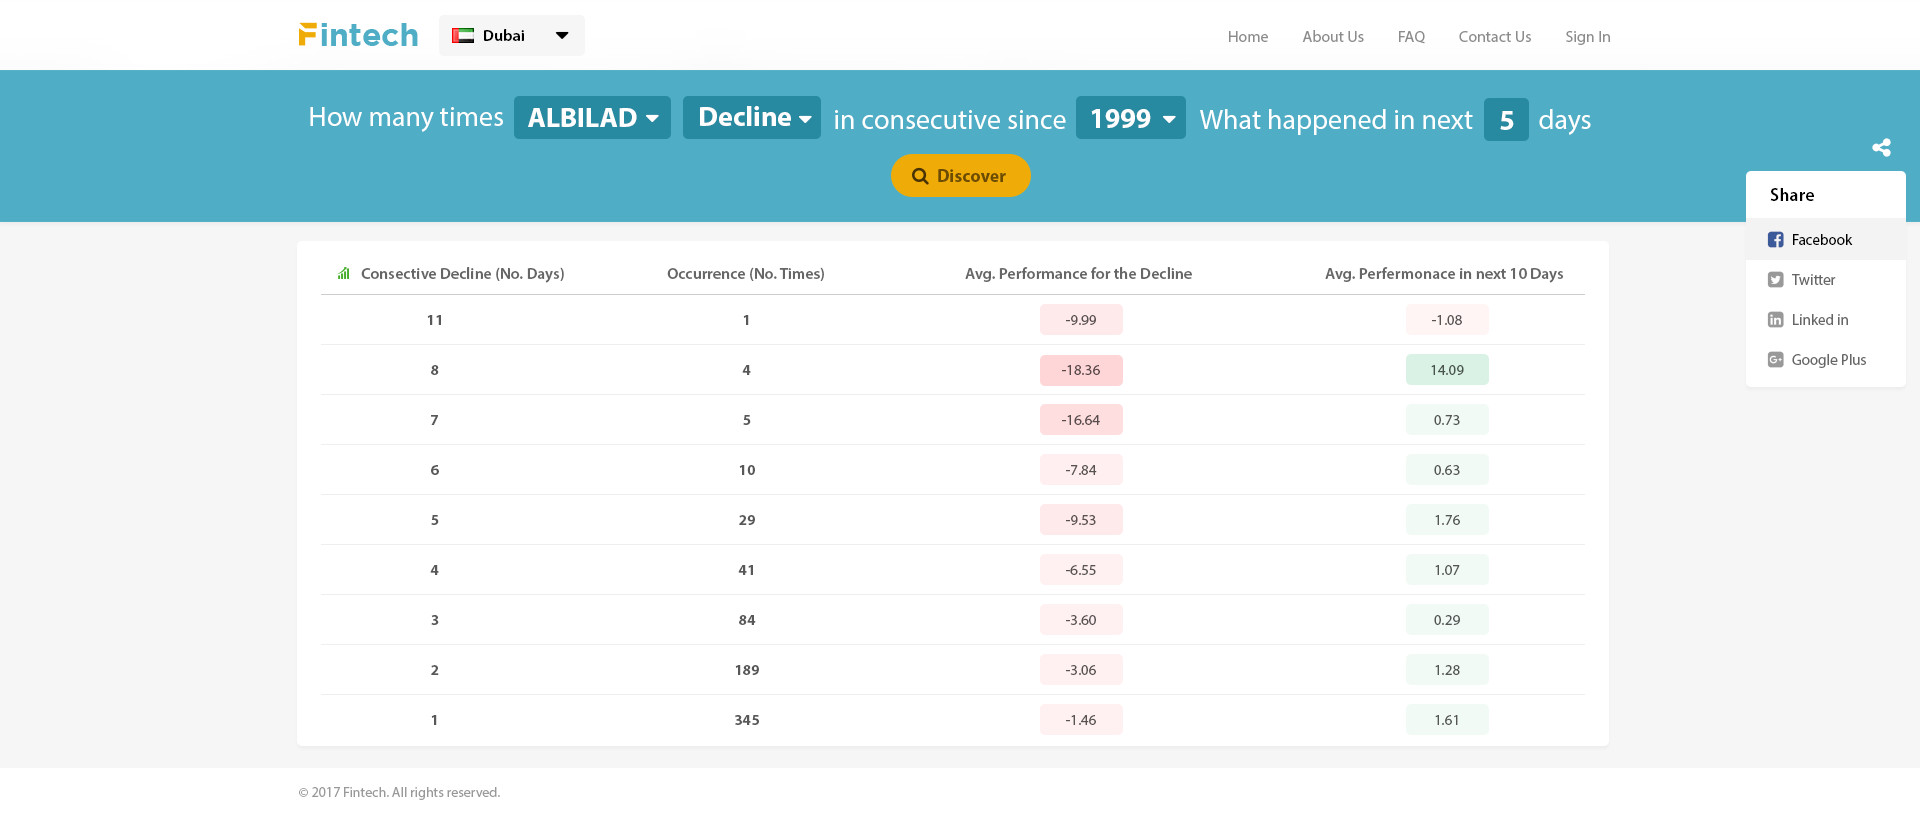 Fintech
Dubai
Home About Us FAQ Contact Us Sign In
How many times ALBILAD Decline in consecutive since 1999 What happened in next 5 days
Discover
Share
Facebook
Twitter
Linked in
Google Plus
Consective Decline (No. Days) Occurrence (No. Times) Avg. Performance for the Decline Avg. Perfermonace in next 10 Days
11 1 -9.99 -1.08
8 4 -18.36 14.09
7 5 -16.64 0.73
6 10 -7.84 0.63
5 29 -9.53 1.76
4 41 -6.55 1.07
3 84 -3.60 0.29
2 189 -3.06 1.28
1 345 -1.46 1.61
© 2017 Fintech. All rights reserved.